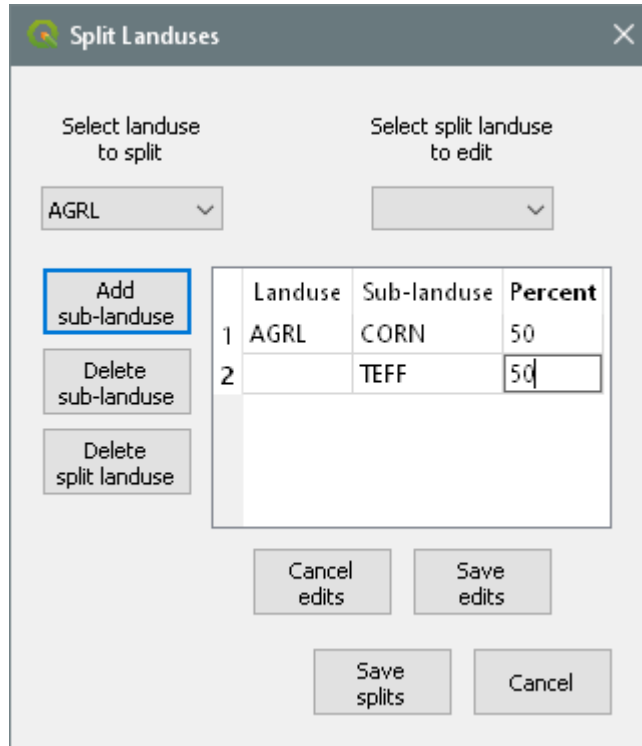 Split Landuses
Select landuse
to split
Select split landuse
to edit
AGRL
Add
sub-landuse
Delete
sub-landuse
Delete
split landuse
Landuse Sub-landuse Percent
1 AGRL CORN 50
2 TEFF 50
Cancel
edits
Save
edits
Save
splits
Cancel